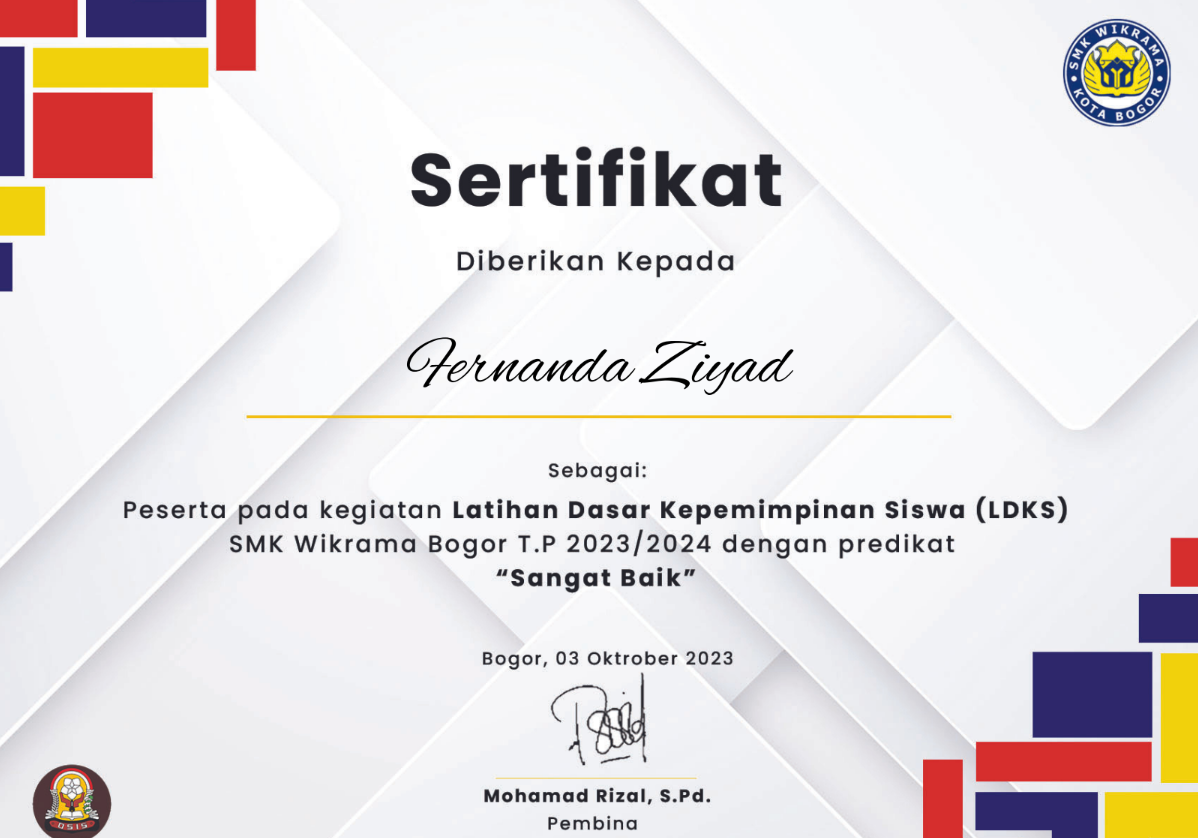 SMK WIKRAMA
KOTA BOGOR
Sertifikat
Diberikan Kepada
Fernanda Ziyad
Sebagai:
Peserta pada kegiatan Latihan Dasar Kepemimpinan Siswa (LDKS)
SMK Wikrama Bogor T.P 2023/2024 dengan predikat
“Sangat Baik”
Bogor, 03 Oktrober 2023
Mohamad Rizal, S.Pd.
Pembina
OSIS